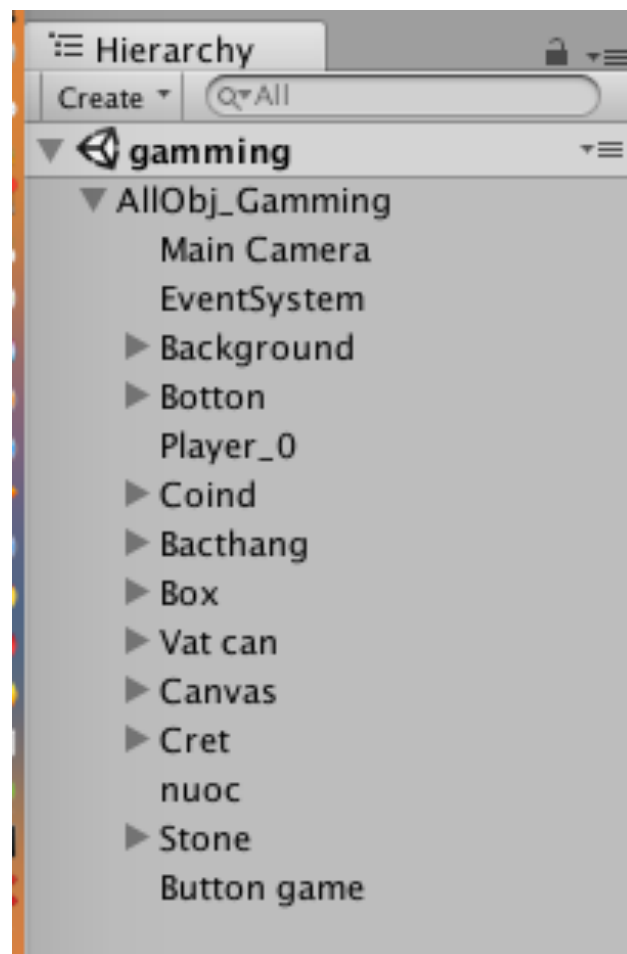 Hierarchy
Create All
gamming
AllObj_Gamming
Main Camera
EventSystem
Background
Botton
Player_0
Coind
Bacthang
Box
Vat can
Canvas
Cret
nuoc
Stone
Button game